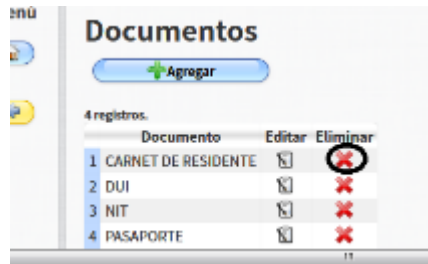 enú
Documentos
Agregar
4 registros.
Documento Editar Eliminar
1 CARNET DE RESIDENTE
2 DUI
3 NIT
4 PASAPORTE